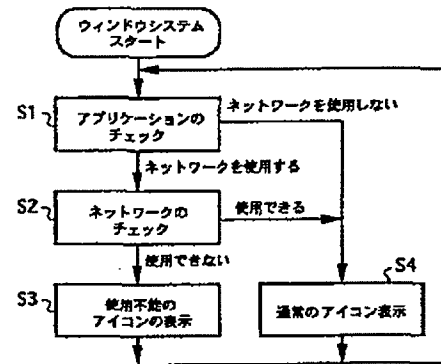 ウィンドウシステム
スタート
S1
アプリケーションの
チェック
ネットワークを使用しない
ネットワークを使用する
S2
ネットワークの
チェック
使用できる
使用できない
S3
使用不能の
アイコンの表示
S4
通常のアイコン表示